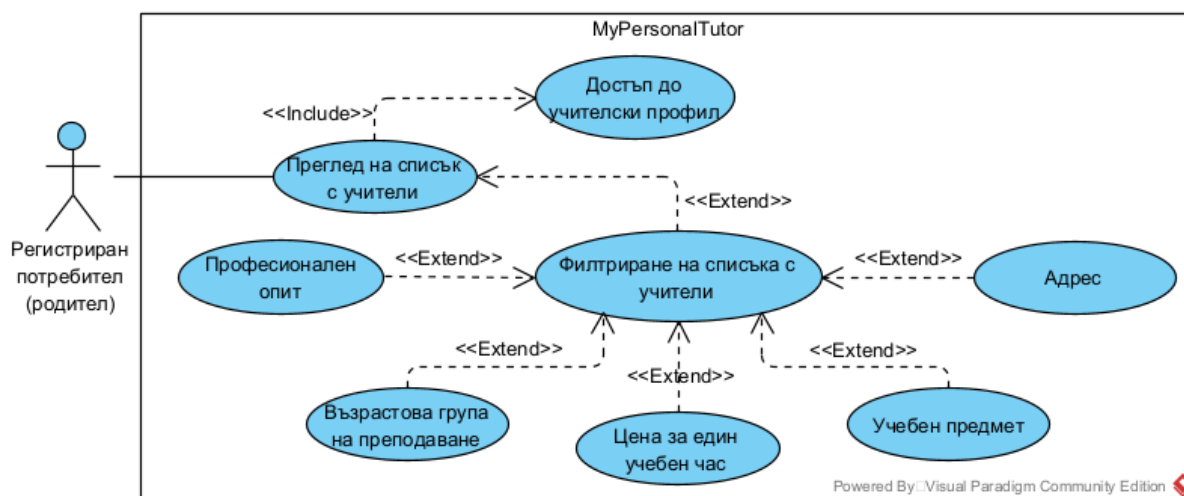 MyPersonalTutor
Достъп до
учителски профил
<<Include>>
Преглед на списък
с учители
<<Extend>>
Регистриран
потребител
(родител)
Професионален
опит
<<Extend>>
Филтриране на списъка с
учители
<<Extend>>
Адрес
<<Extend>>
<<Extend>>
<<Extend>>
Възрастова група
на преподаване
Цена за един
учебен час
Учебен предмет
Powered By Visual Paradigm Community Edition